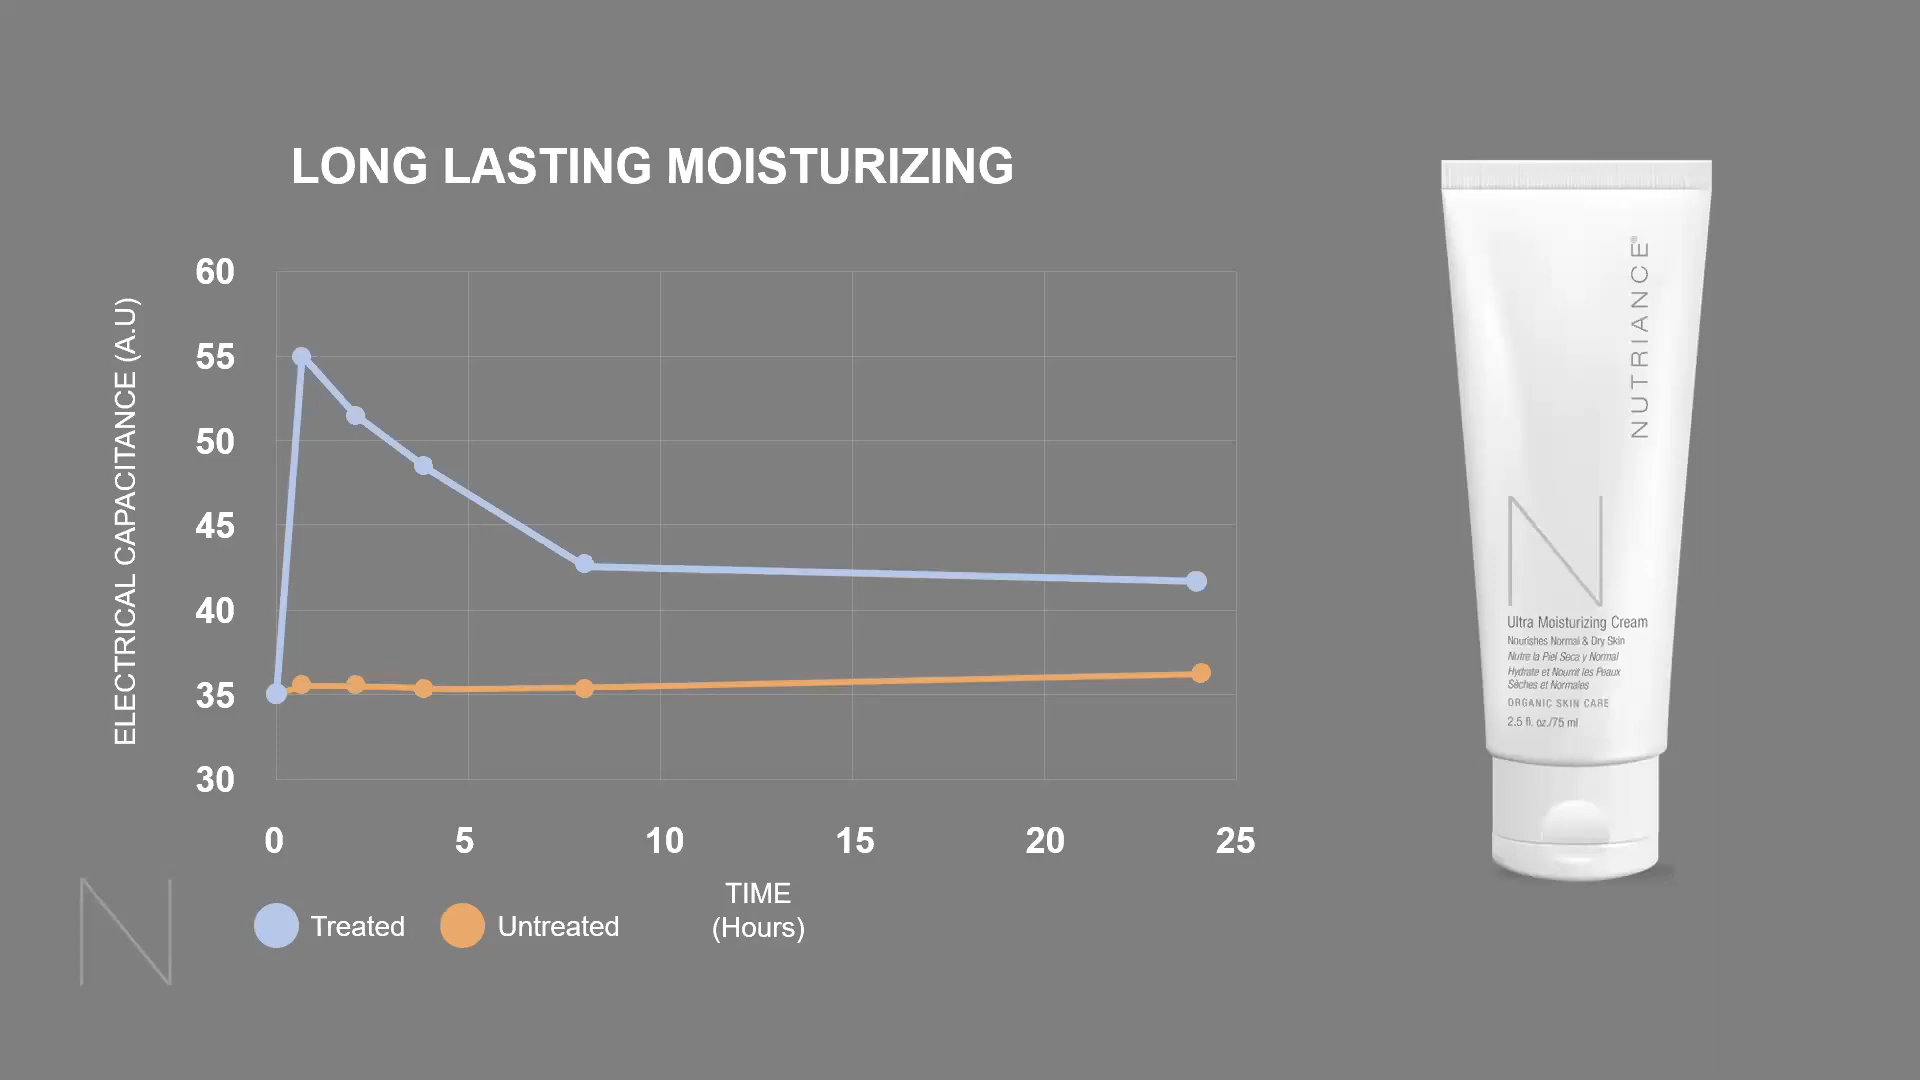 LONG LASTING MOISTURIZING
ELECTRICAL CAPACITANCE (A.U)
60
55
50
45
40
35
30
0 5 10 15 20 25
TIME
(Hours)
Treated Untreated
N
NUTRIANCE®
N
Ultra Moisturizing Cream
Nourishes Normal & Dry Skin
Nutre la Piel Seca y Normal
Hydrate et Nourrit les Peaux
Sèches et Normales
ORGANIC SKIN CARE
2.5 fl. oz./75 ml